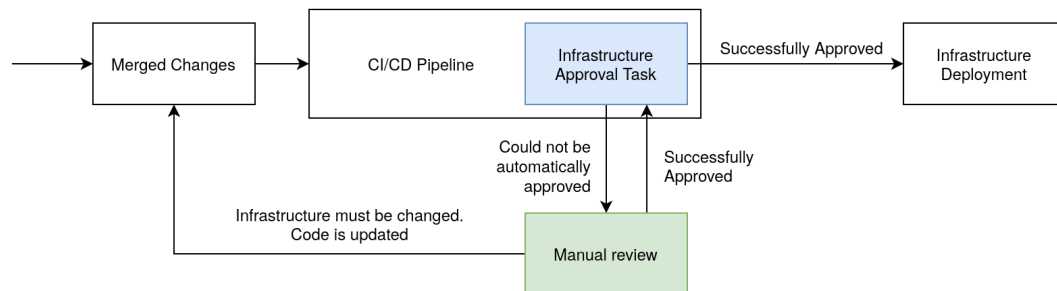 Merged Changes
CI/CD Pipeline
Infrastructure
Approval Task
Successfully Approved
Infrastructure
Deployment
Could not be
automatically
approved
Successfully
Approved
Infrastructure must be changed.
Code is updated
Manual review